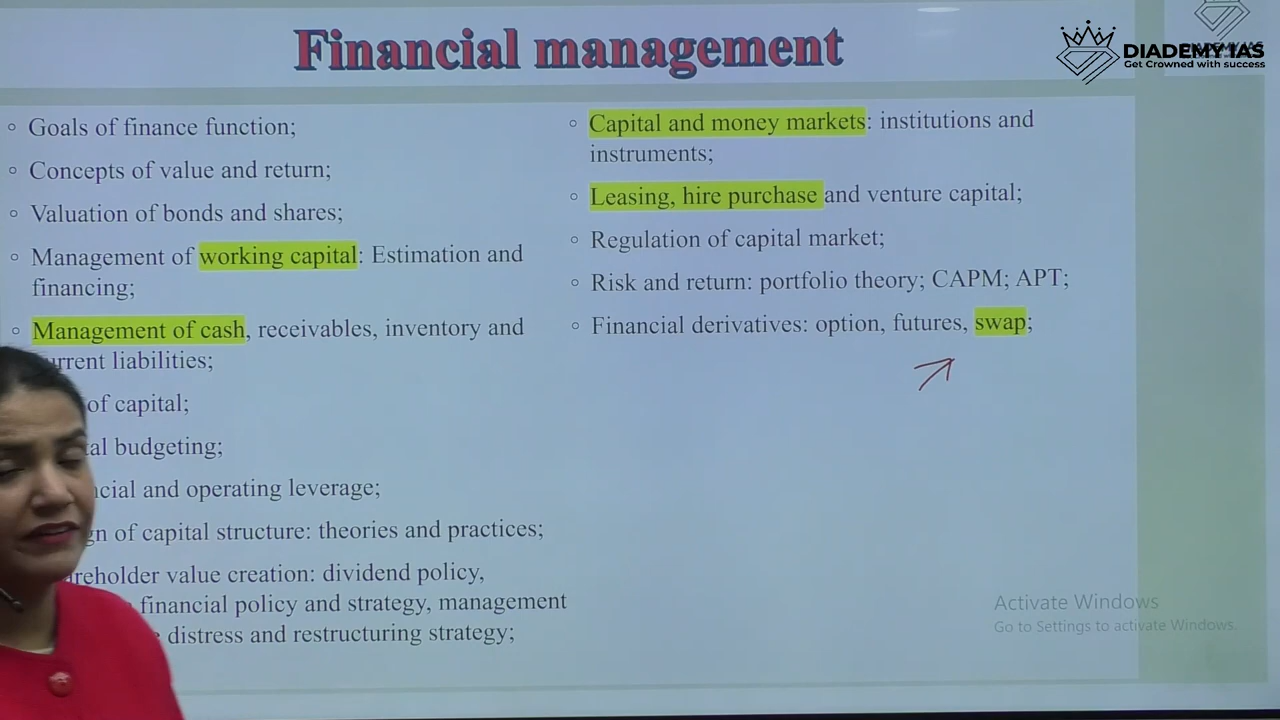 Financial management
DIADEMY IAS
Get Crowned with success
Goals of finance function;
Concepts of value and return;
Valuation of bonds and shares;
Management of working capital: Estimation and
financing;
Management of cash, receivables, inventory and
current liabilities;
of capital;
budgeting;
and operating leverage;
of capital structure: theories and practices;
shareholder value creation: dividend policy,
financial policy and strategy, management
distress and restructuring strategy;
Capital and money markets: institutions and
instruments;
Leasing, hire purchase and venture capital;
Regulation of capital market;
Risk and return: portfolio theory; CAPM; APT;
Financial derivatives: option, futures, swap;
Activate Windows
Go to Settings to activate Windows.